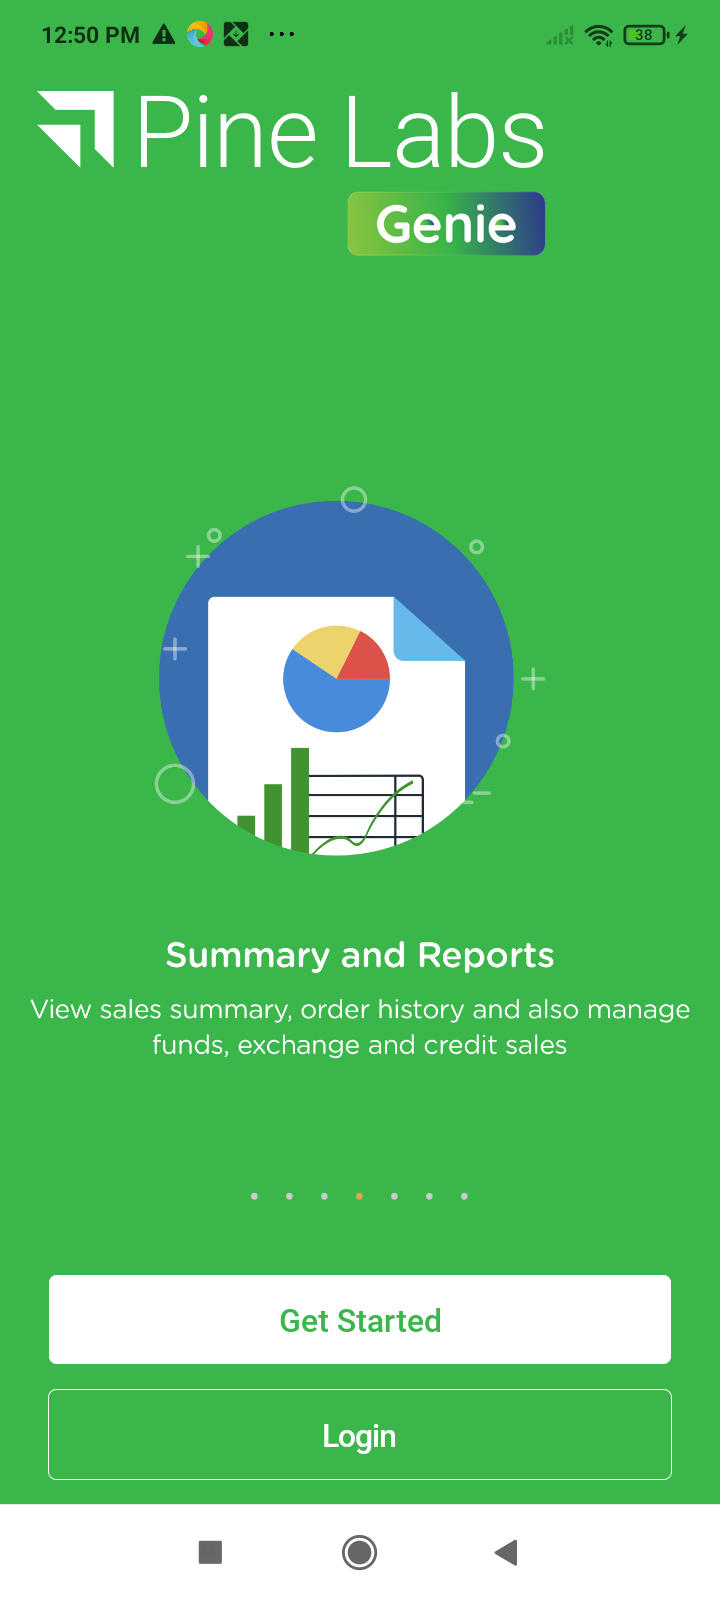 12:50 PM
38
Pine Labs
Genie
Summary and Reports
View sales summary, order history and also manage
funds, exchange and credit sales
Get Started
Login